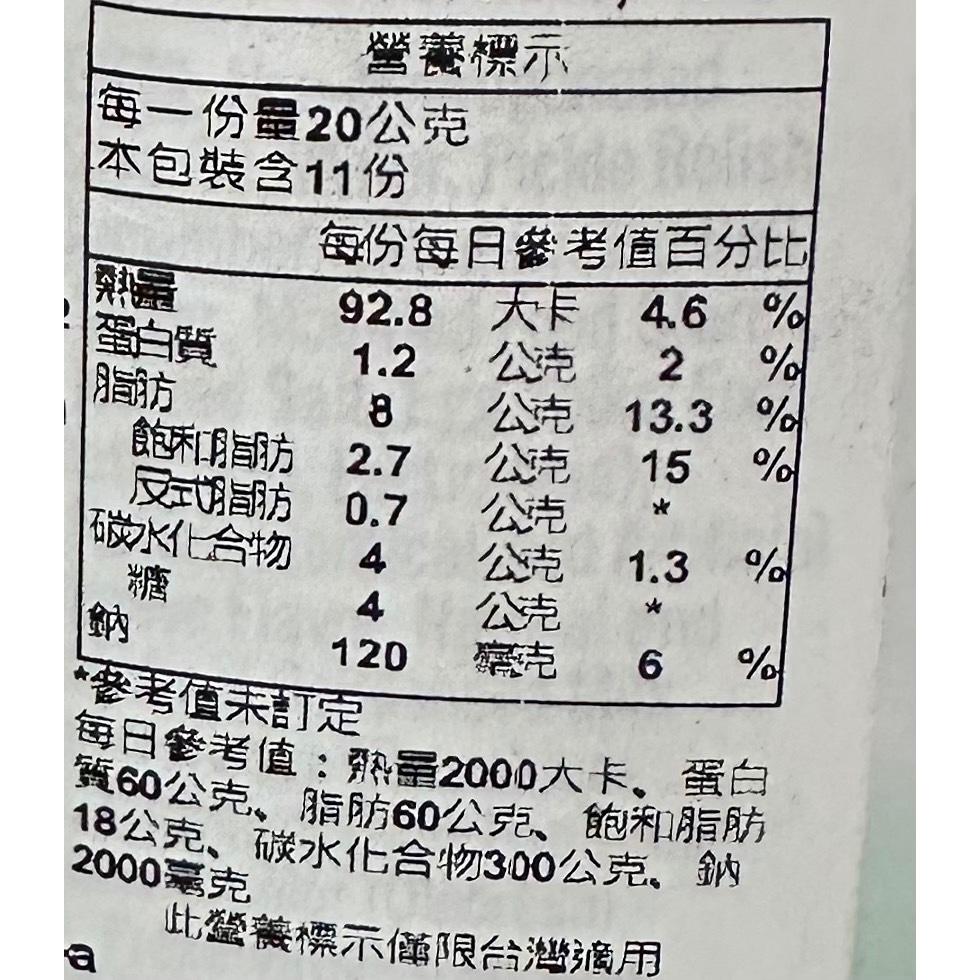 營養標示
每一份量20公克
本包裝含11份
每份每日參考值百分比
熱量 92.8 大卡 4.6 %
蛋白質 1.2 公克 2 %
脂肪 8 公克 13.3 %
飽和脂肪 2.7 公克 15 %
反式脂肪 0.7 公克 *
碳水化合物 4 公克 1.3 %
糖 4 公克 *
鈉 120 毫克 6 %
*參考值未訂定
每日參考值：熱量2000大卡、蛋白
質60公克、脂肪60公克、飽和脂肪
18公克、碳水化合物300公克、鈉
2000毫克
此營養標示僅限台灣適用